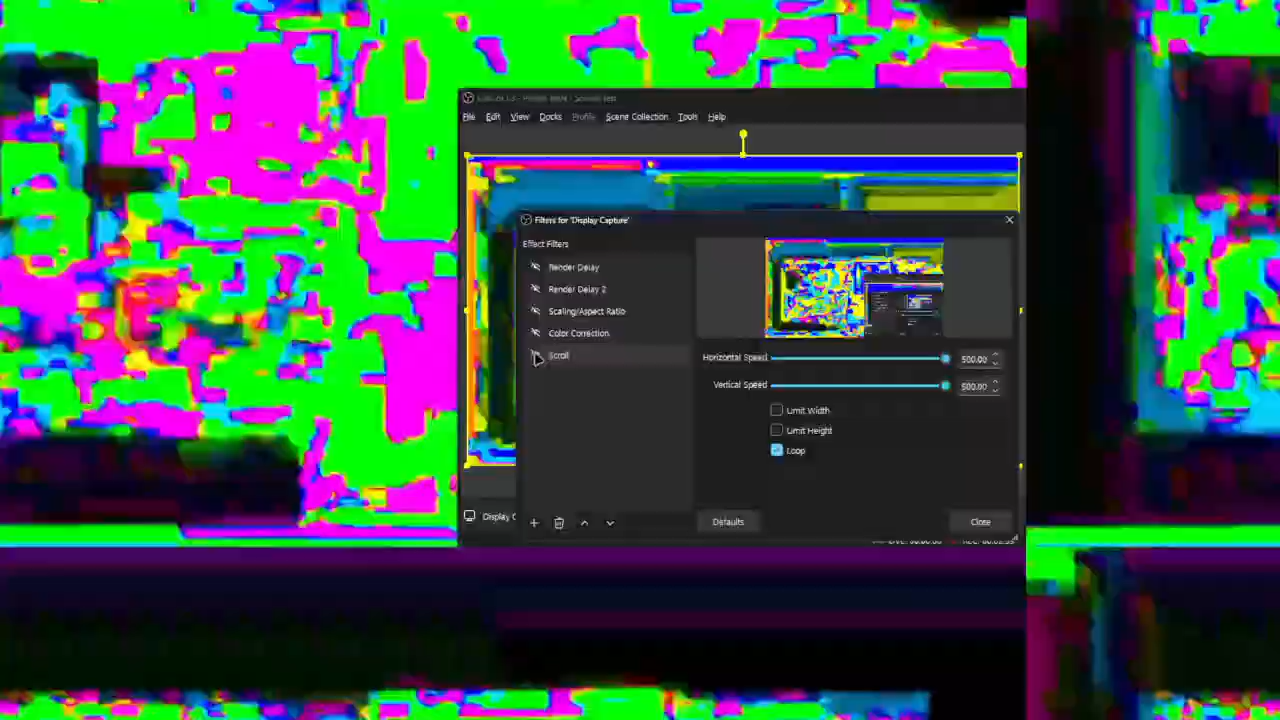 File Edit View Docks Profile Scene Collection Tools Help
Filters for 'Display Capture'
Effect Filters
Render Delay
Render Delay 2
Scaling/Aspect Ratio
Color Correction
Scroll
Horizontal Speed 500.00
Vertical Speed 500.00
Limit Width
Limit Height
Loop
Display C
Defaults
Close